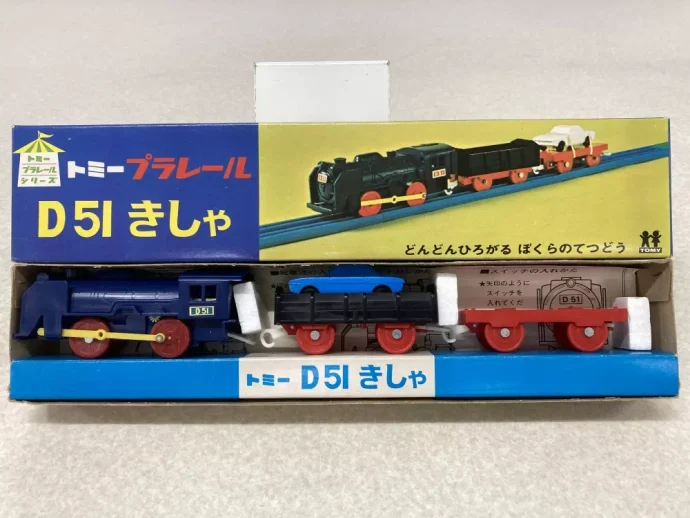 トミー
プラレール
シリーズ
トミー プラレール
D51 きしゃ
どんどんひろがる ぼくらのてつどう
TOMY
D51
■スイッチの入れかた
★矢印のように
スイッチを
入れてくだ
D51
トミー D51 きしゃ